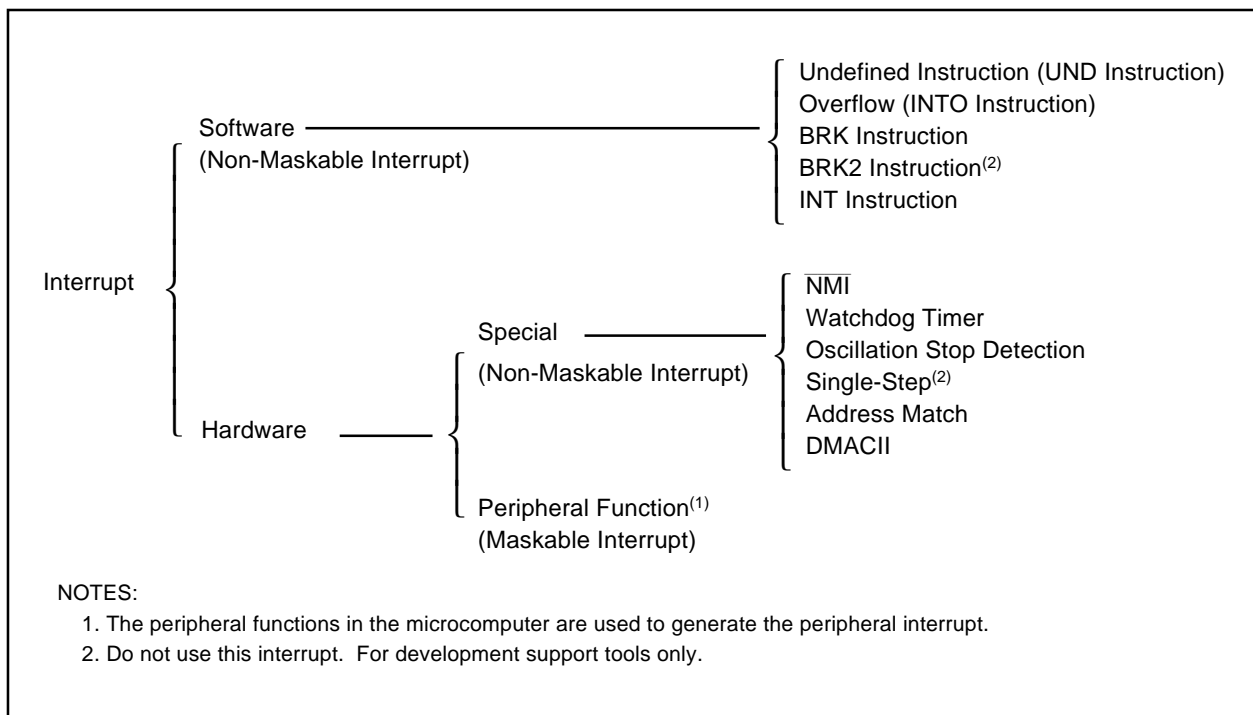 Interrupt
Software
(Non-Maskable Interrupt)
Undefined Instruction (UND Instruction)
Overflow (INTO Instruction)
BRK Instruction
BRK2 Instruction(2)
INT Instruction
Hardware
Special
(Non-Maskable Interrupt)
NMI
Watchdog Timer
Oscillation Stop Detection
Single-Step(2)
Address Match
DMACII
Peripheral Function(1)
(Maskable Interrupt)
NOTES:
1. The peripheral functions in the microcomputer are used to generate the peripheral interrupt.
2. Do not use this interrupt.  For development support tools only.